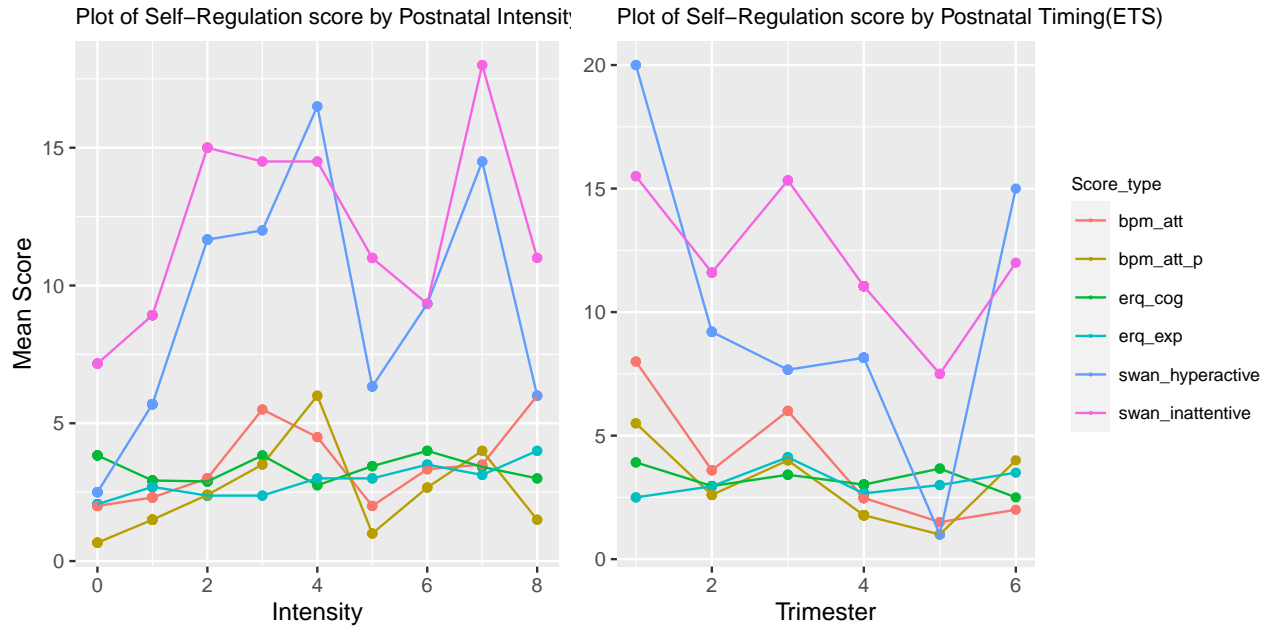 Plot of Self−Regulation score by Postnatal Intensity
Plot of Self−Regulation score by Postnatal Timing(ETS)
Mean Score
15
10
5
0
0 2 4 6 8
Intensity
20
15
10
5
0
2 4 6
Trimester
Score_type
bpm_att
bpm_att_p
erq_cog
erq_exp
swan_hyperactive
swan_inattentive